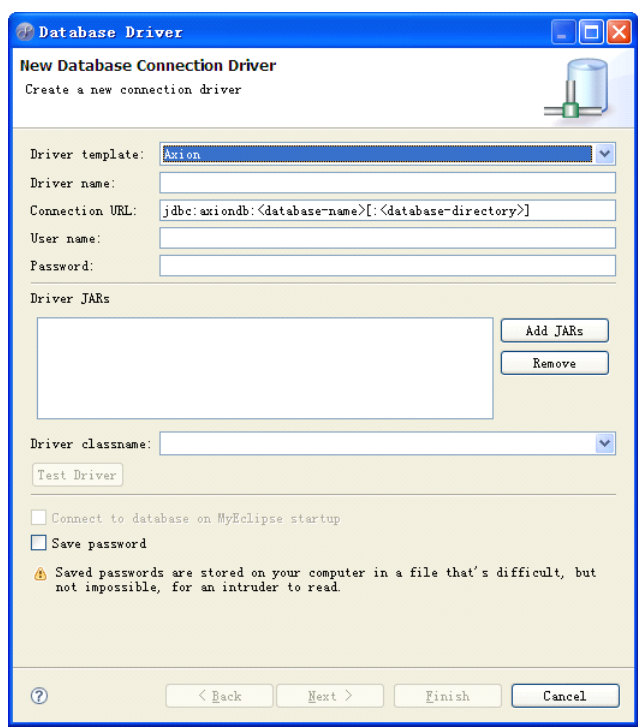 Database Driver
New Database Connection Driver
Create a new connection driver
Driver template: Axion
Driver name:
Connection URL: jdbc:axiondb:<database-name>[:<database-directory>]
User name:
Password:
Driver JARs
Add JARs
Remove
Driver classname:
Test Driver
Connect to database on MyEclipse startup
Save password
Saved passwords are stored on your computer in a file that's difficult, but
not impossible, for an intruder to read.
? < Back Next > Finish Cancel